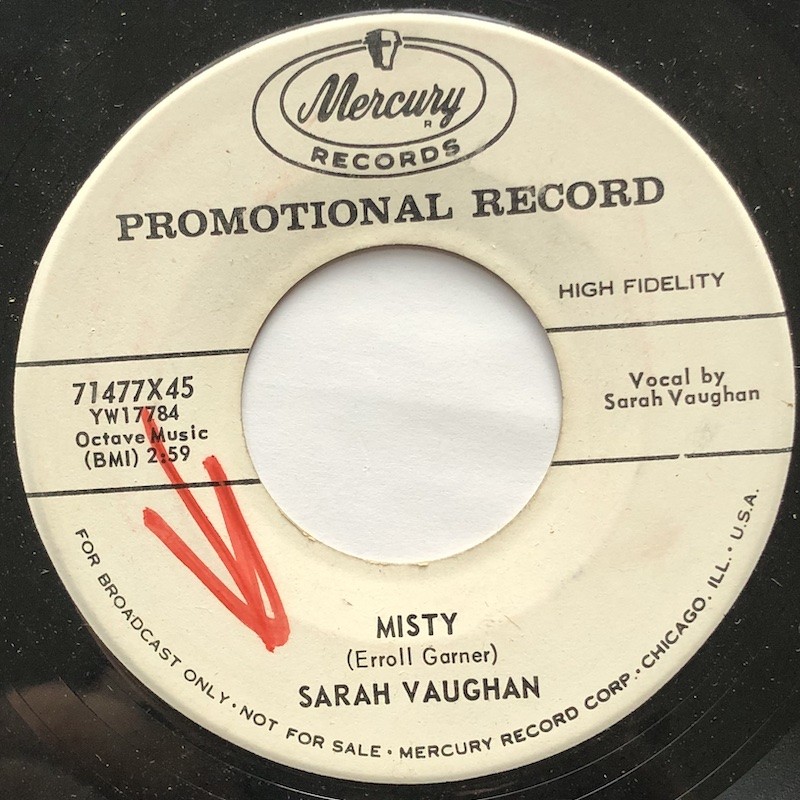 Mercury
R
RECORDS
PROMOTIONAL RECORD
HIGH FIDELITY
71477X45
YW17784
Octave Music
(BMI) 2:59
Vocal by
Sarah Vaughan
MISTY
(Erroll Garner)
SARAH VAUGHAN
FOR BROADCAST ONLY • NOT FOR SALE • MERCURY RECORD CORP. • CHICAGO, ILL. • U.S.A.